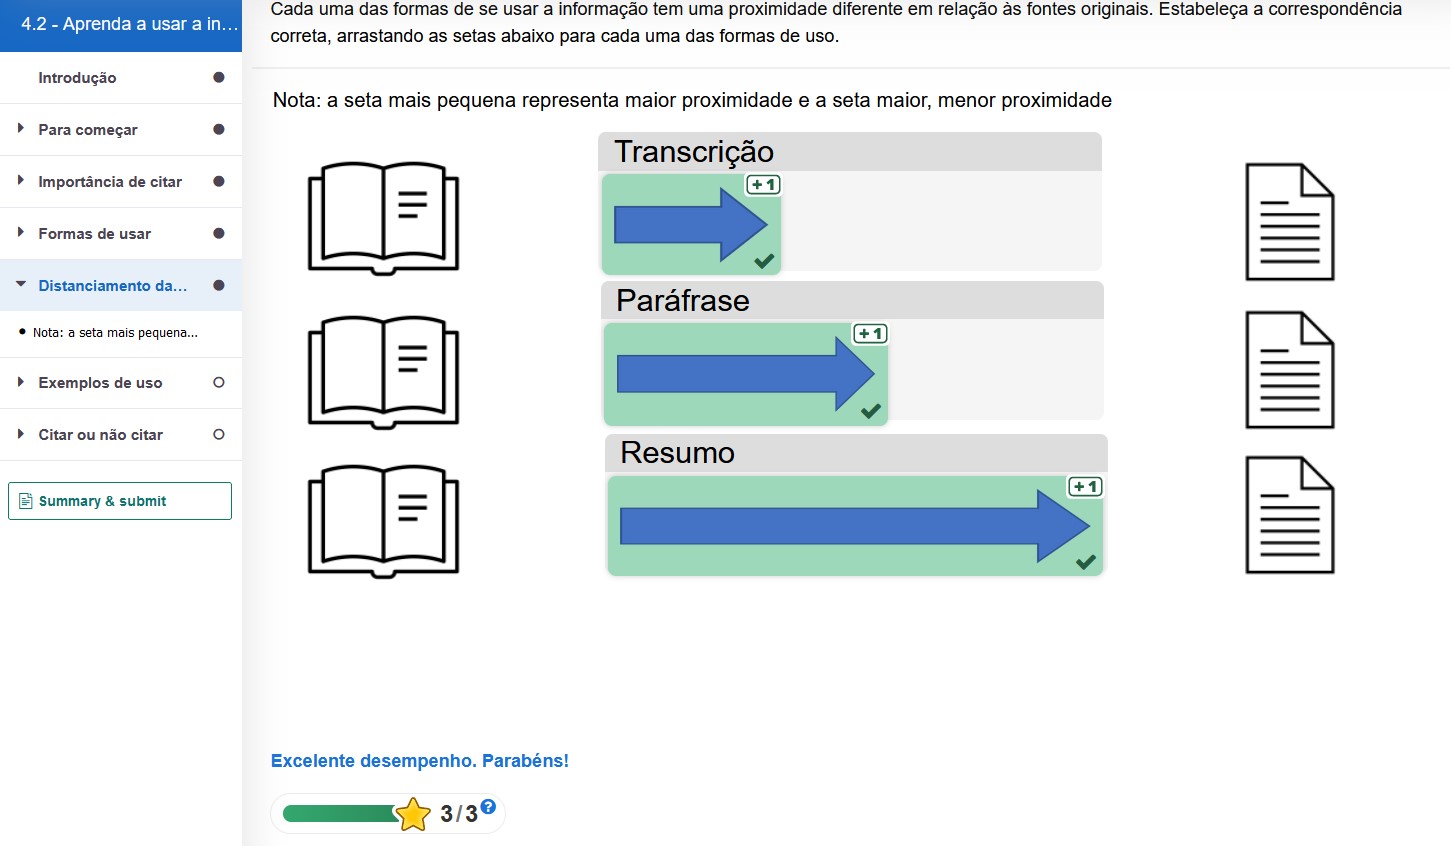 4.2 - Aprenda a usar a in...
Introdução
Para começar
Importância de citar
Formas de usar
Distanciamento da...
Nota: a seta mais pequena...
Exemplos de uso
Citar ou não citar
Summary & submit
Cada uma das formas de se usar a informação tem uma proximidade diferente em relação às fontes originais. Estabeleça a correspondência
correta, arrastando as setas abaixo para cada uma das formas de uso.
Nota: a seta mais pequena representa maior proximidade e a seta maior, menor proximidade
Transcrição
+1
Paráfrase
+1
Resumo
+1
Excelente desempenho. Parabéns!
3/3
?